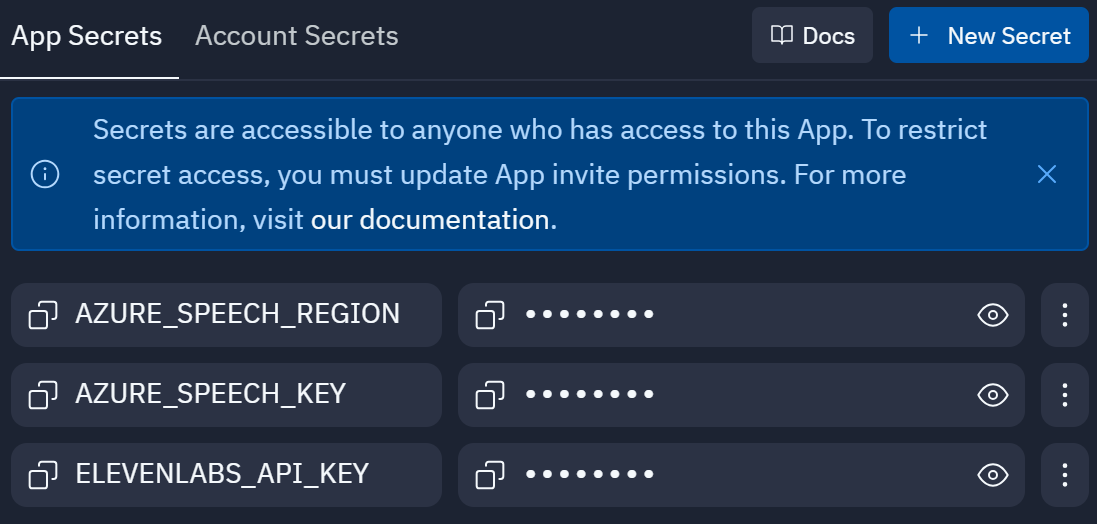 App Secrets
Account Secrets
Docs
New Secret
Secrets are accessible to anyone who has access to this App. To restrict
secret access, you must update App invite permissions. For more
information, visit our documentation.
AZURE_SPEECH_REGION
••••••••
AZURE_SPEECH_KEY
••••••••
ELEVENLABS_API_KEY
••••••••